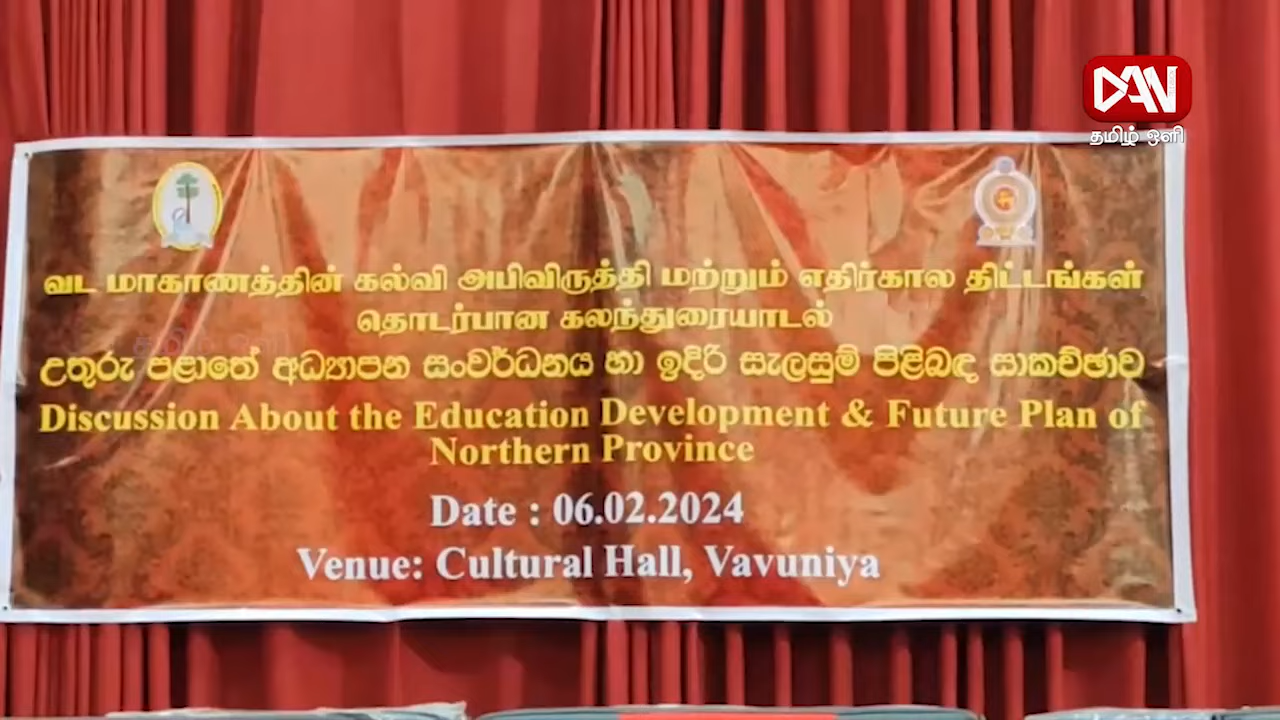 DAN
தமிழ் ஒளி
வட மாகாணத்தின் கல்வி அபிவிருத்தி மற்றும் எதிர்கால திட்டங்கள்
தொடர்பான கலந்துரையாடல்
උතුරු පළාතේ අධ්‍යාපන සංවර්ධනය හා ඉදිරි සැලසුම් පිළිබඳ සාකච්ඡාව
Discussion About the Education Development & Future Plan of
Northern Province
Date : 06.02.2024
Venue: Cultural Hall, Vavuniya